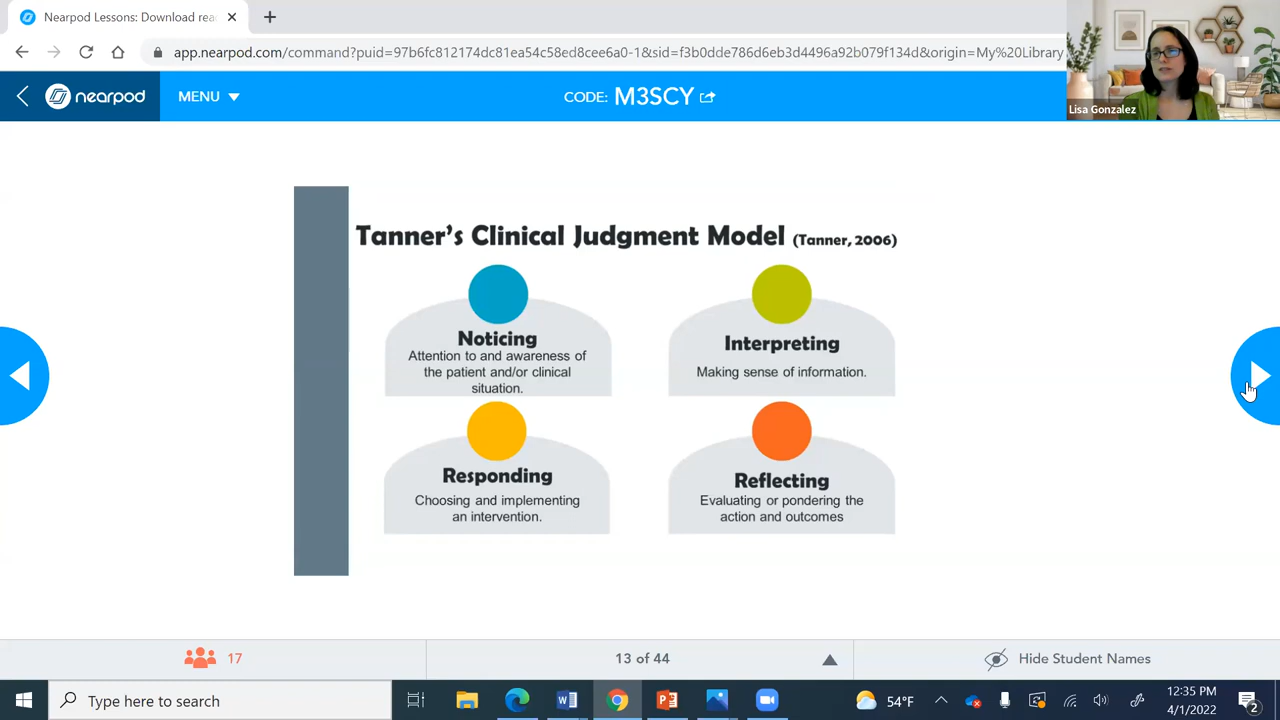 Nearpod Lessons: Download rea
app.nearpod.com/command?puid=97b6fc812174dc81ea54c58ed8cee6a0-1&sid=f3b0dde786d6eb3d4496a92b079f134d&origin=My%20Library
nearpod
MENU
CODE: M3SCY
Lisa Gonzalez
Tanner's Clinical Judgment Model (Tanner, 2006)
Noticing
Attention to and awareness of
the patient and/or clinical
situation.
Interpreting
Making sense of information.
Responding
Choosing and implementing
an intervention.
Reflecting
Evaluating or pondering the
action and outcomes
17
13 of 44
Hide Student Names
Type here to search
54°F
12:35 PM
4/1/2022
2